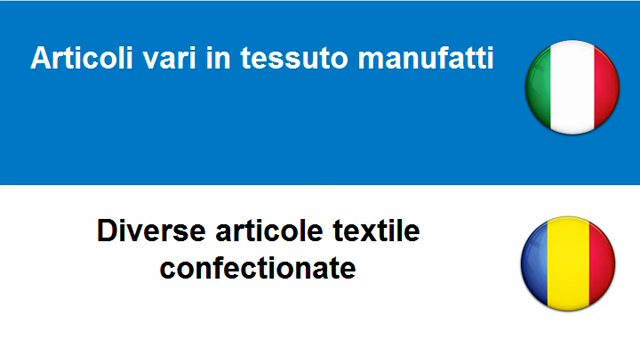 Articoli vari in tessuto manufatti
Diverse articole textile
confectionate